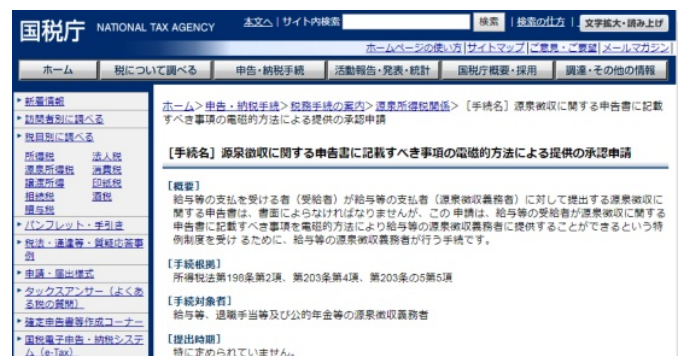 国税庁 NATIONAL TAX AGENCY
本文へ | サイト内検索 検索 | 検索の仕方 | 文字拡大・読み上げ
ホームページの使い方 | サイトマップ | ご意見・ご要望 | メールマガジン
ホーム 税について調べる 申告・納税手続 活動報告・発表・統計 国税庁概要・採用 調達・その他の情報
新着情報
訪問者別に調べる
税目別に調べる
所得税 法人税
源泉所得税 消費税
譲渡所得 印紙税
相続税 酒税
贈与税
パンフレット・手引き
税法・通達等・質疑応答事
例
申請・届出様式
タックスアンサー（よくあ
る税の質問）
確定申告書等作成コーナー
国税電子申告・納税システ
ム（e-Tax）
ホーム＞申告・納税手続＞税務手続の案内＞源泉所得税関係＞［手続名］源泉徴収に関する申告書に記載
すべき事項の電磁的方法による提供の承認申請
［手続名］源泉徴収に関する申告書に記載すべき事項の電磁的方法による提供の承認申請
［概要］
給与等の支払を受ける者（受給者）が給与等の支払者（源泉徴収義務者）に対して提出する源泉徴収に
関する申告書は、書面によらなければなりませんが、この 申請は、給与等の受給者が源泉徴収に関する
申告書に記載すべき事項を電磁的方法により給与等の源泉徴収義務者に提供することができるという特
例制度を受け るために、給与等の源泉徴収義務者が行う手続です。
［手続根拠］
所得税法第198条第2項、第203条第4項、第203条の5第5項
［手続対象者］
給与等、退職手当等及び公的年金等の源泉徴収義務者
［提出時期］
特に定められていません。